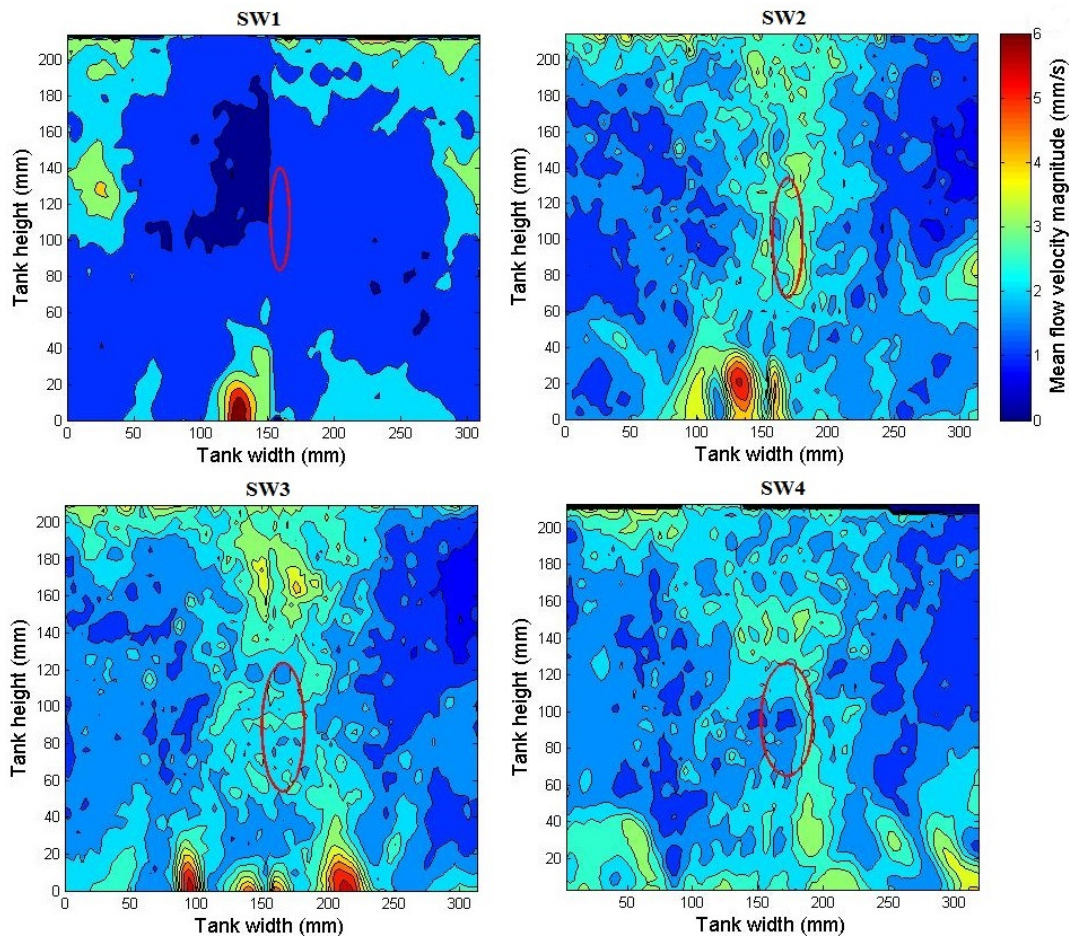 SW1
SW2
200
180
160
140
120
100
80
60
40
20
0
Tank height (mm)
0 50 100 150 200 250 300
Tank width (mm)
200
180
160
140
120
100
80
60
40
20
0
Tank height (mm)
0 50 100 150 200 250 300
Tank width (mm)
6
5
4
3
2
1
0
Mean flow velocity magnitude (mm/s)
SW3
SW4
200
180
160
140
120
100
80
60
40
20
0
Tank height (mm)
0 50 100 150 200 250 300
Tank width (mm)
200
180
160
140
120
100
80
60
40
20
Tank height (mm)
50 100 150 200 250 300
Tank width (mm)